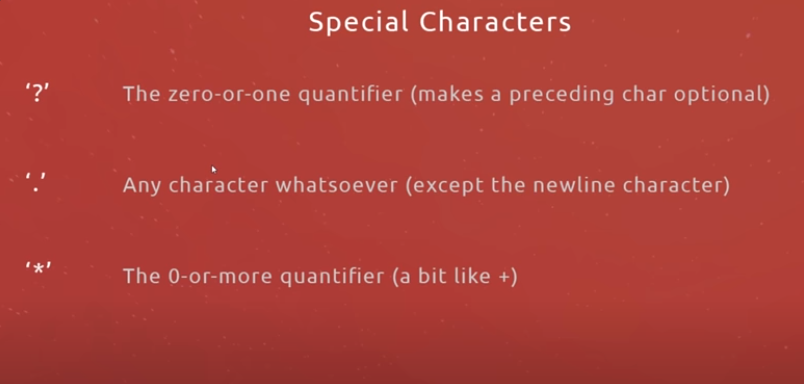 Special Characters
‘?’ The zero-or-one quantifier (makes a preceding char optional)
‘.’ Any character whatsoever (except the newline character)
‘*’ The 0-or-more quantifier (a bit like +)